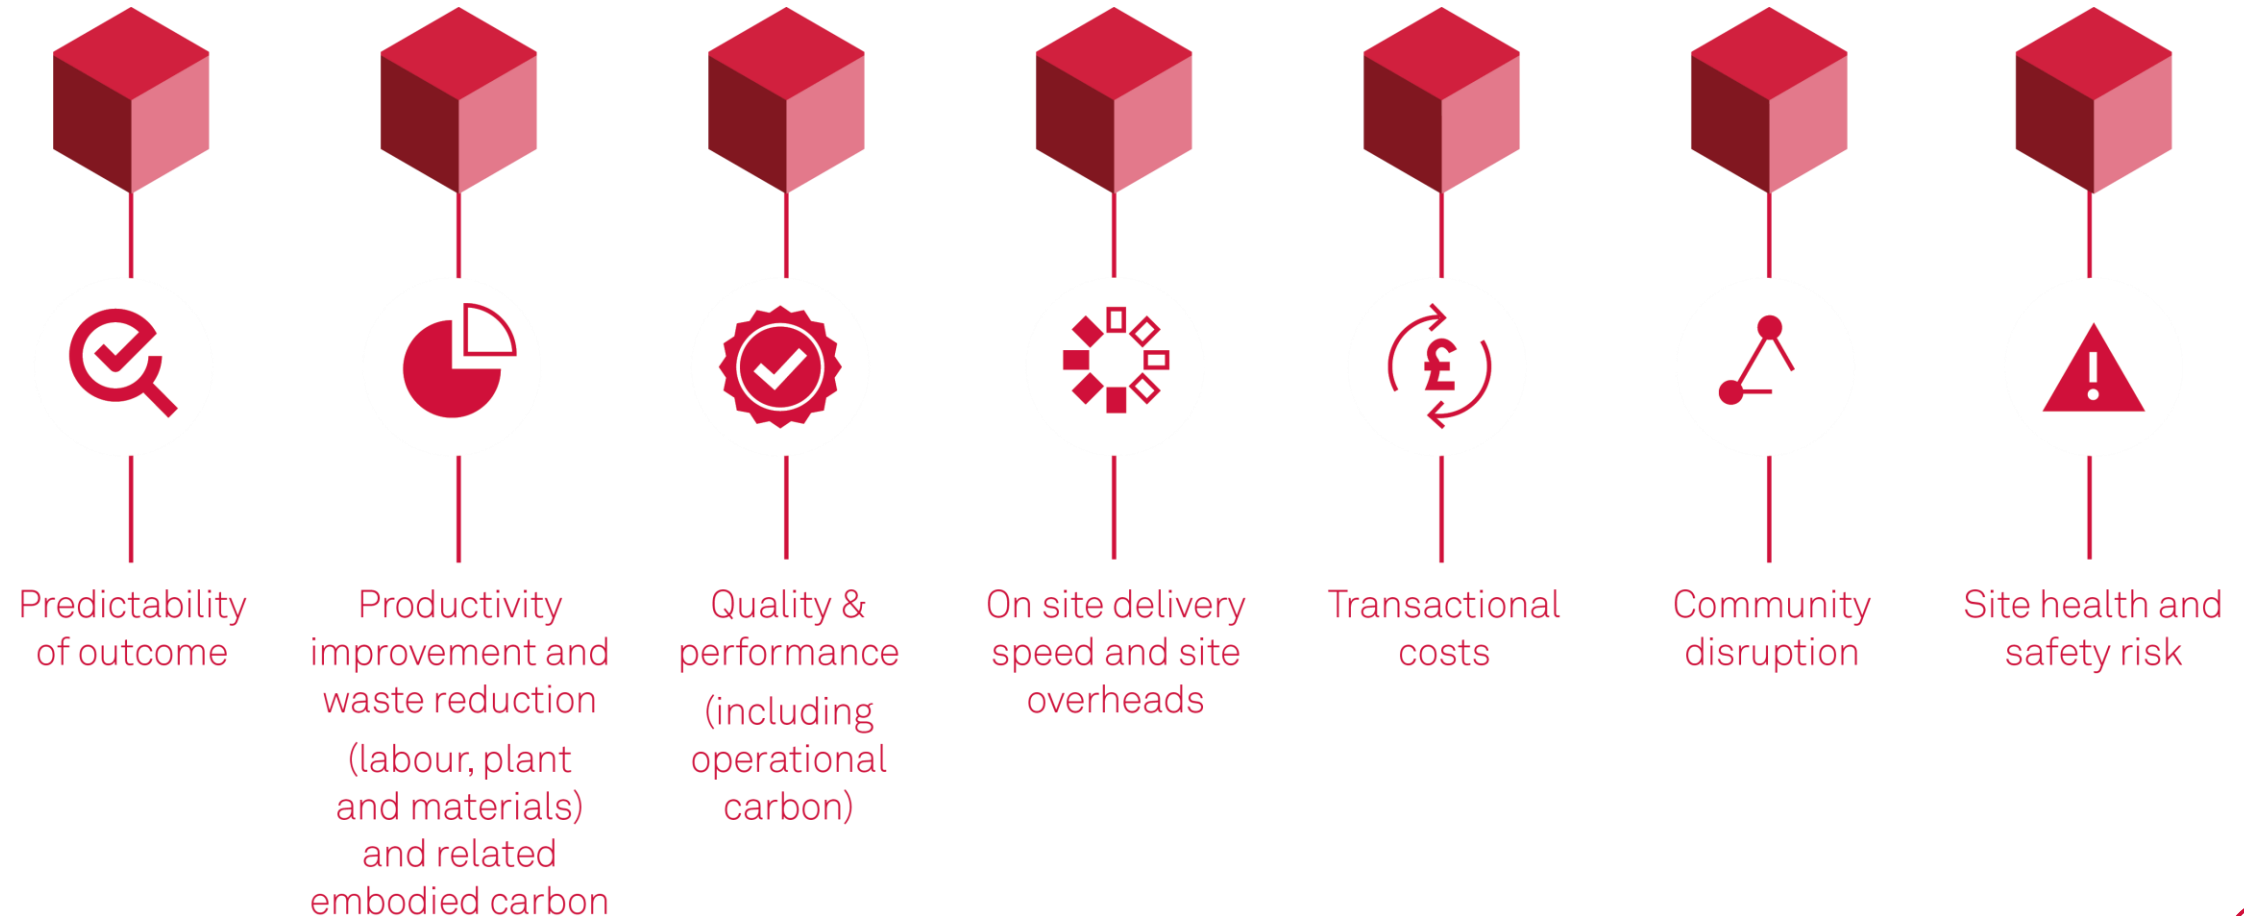 Predictability
of outcome
Productivity
improvement and
waste reduction
(labour, plant
and materials)
and related
embodied carbon
Quality &
performance
(including
operational
carbon)
On site delivery
speed and site
overheads
£
Transactional
costs
Community
disruption
!
Site health and
safety risk